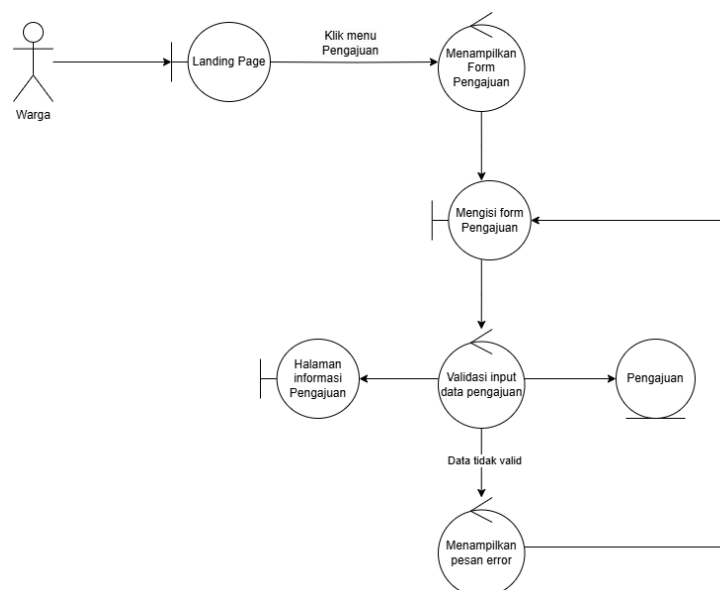 Klik menu
Pengajuan
Landing Page
Menampilkan
Form
Pengajuan
Warga
Mengisi form
Pengajuan
Halaman
informasi
Pengajuan
Validasi input
data pengajuan
Pengajuan
Data tidak valid
Menampilkan
pesan error